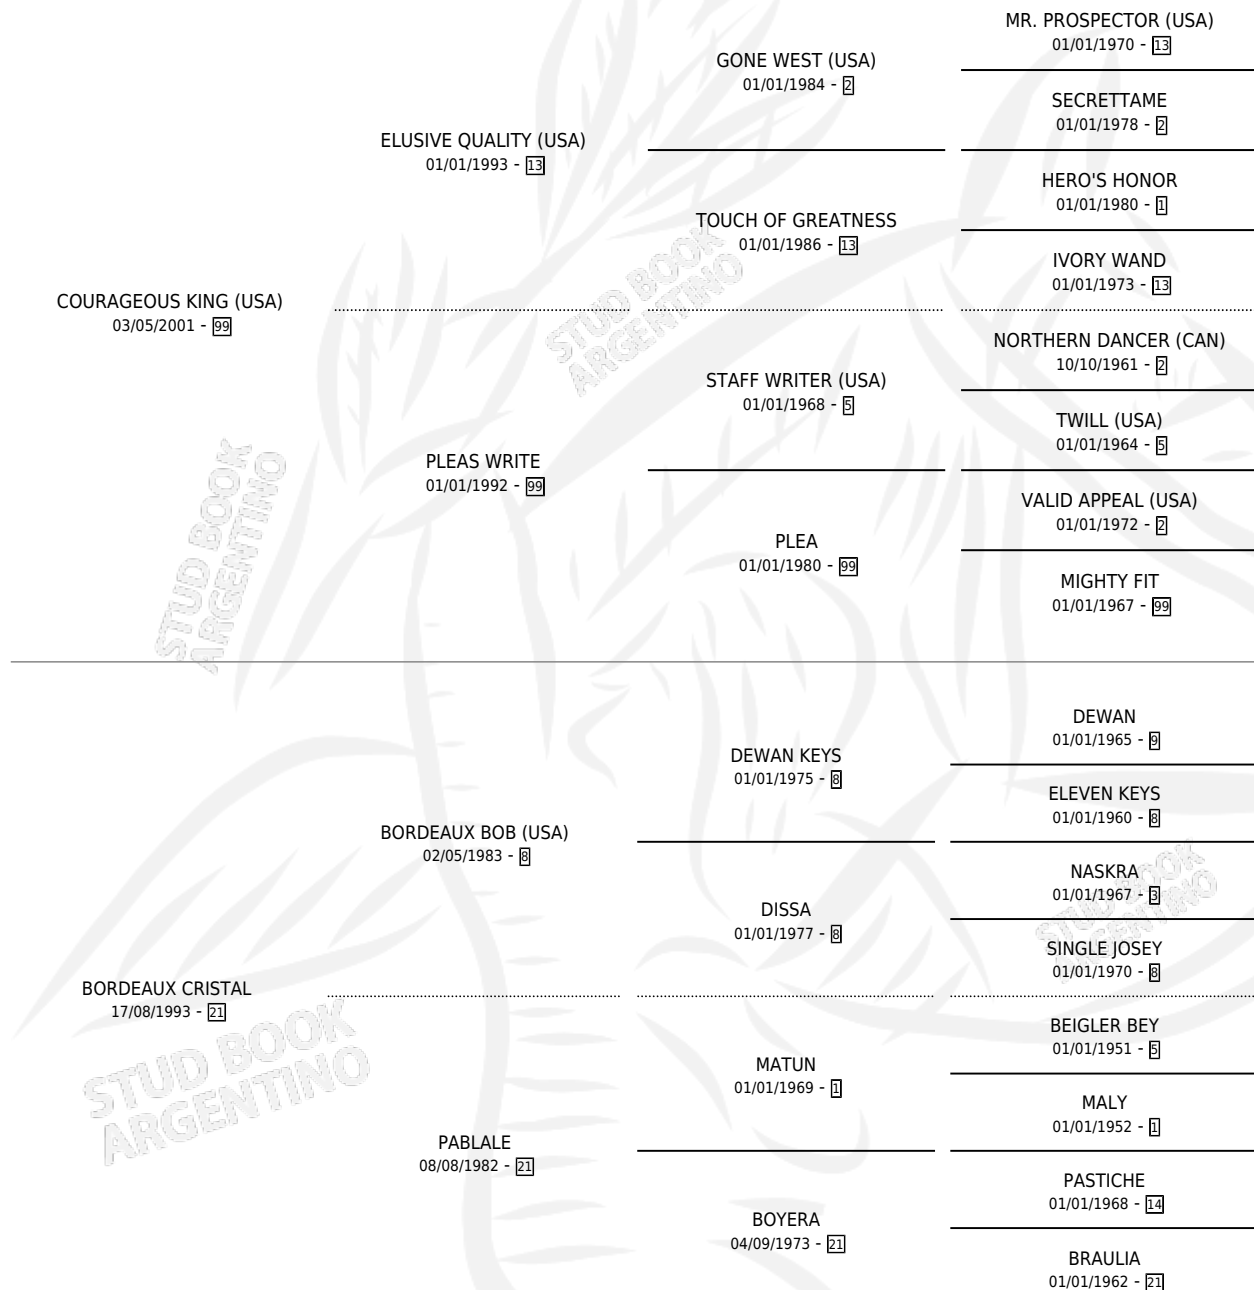 MR. PROSPECTOR (USA)
01/01/1970 - 13
GONE WEST (USA)
01/01/1984 - 2
SECRETTAME
01/01/1978 - 2
ELUSIVE QUALITY (USA)
01/01/1993 - 13
HERO'S HONOR
01/01/1980 - 1
TOUCH OF GREATNESS
01/01/1986 - 13
IVORY WAND
01/01/1973 - 13
COURAGEOUS KING (USA)
03/05/2001 - 99
STUD BOOK
ARGENTINO
NORTHERN DANCER (CAN)
10/10/1961 - 2
STAFF WRITER (USA)
01/01/1968 - 5
TWILL (USA)
01/01/1964 - 5
PLEAS WRITE
01/01/1992 - 99
VALID APPEAL (USA)
01/01/1972 - 2
PLEA
01/01/1980 - 99
MIGHTY FIT
01/01/1967 - 99
STUD BOOK
ARGENTINO
DEWAN
01/01/1965 - 9
DEWAN KEYS
01/01/1975 - 8
ELEVEN KEYS
01/01/1960 - 8
BORDEAUX BOB (USA)
02/05/1983 - 8
NASKRA
01/01/1967 - 3
DISSA
01/01/1977 - 8
STUD BOOK
ARGENTINO
SINGLE JOSEY
01/01/1970 - 8
BORDEAUX CRISTAL
17/08/1993 - 21
BEIGLER BEY
01/01/1951 - 5
MATUN
01/01/1969 - 1
STUD BOOK
ARGENTINO
MALY
01/01/1952 - 1
PABLALE
08/08/1982 - 21
PASTICHE
01/01/1968 - 14
BOYERA
04/09/1973 - 21
BRAULIA
01/01/1962 - 21